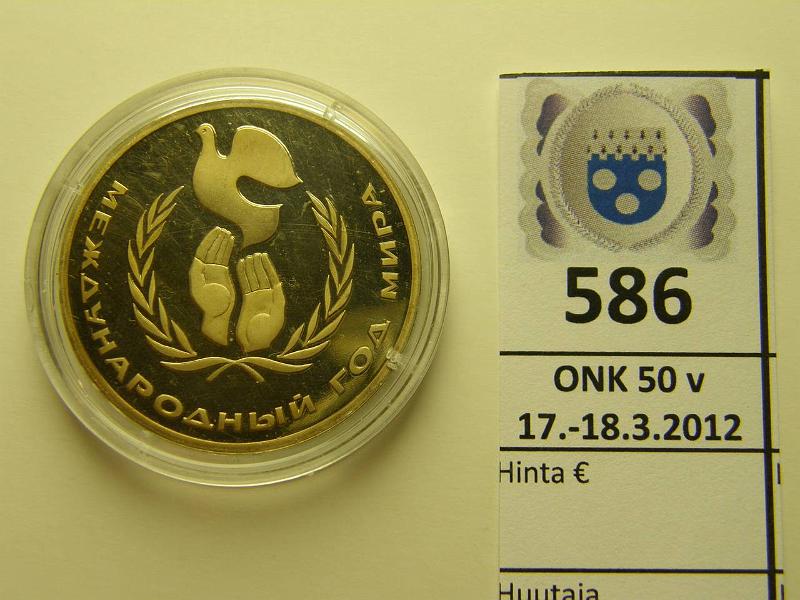 МЕЖДУНАРОДНЫЙ ГОД МИРА
586
ONK 50 v
17.-18.3.2012
Hinta €
Huutaja